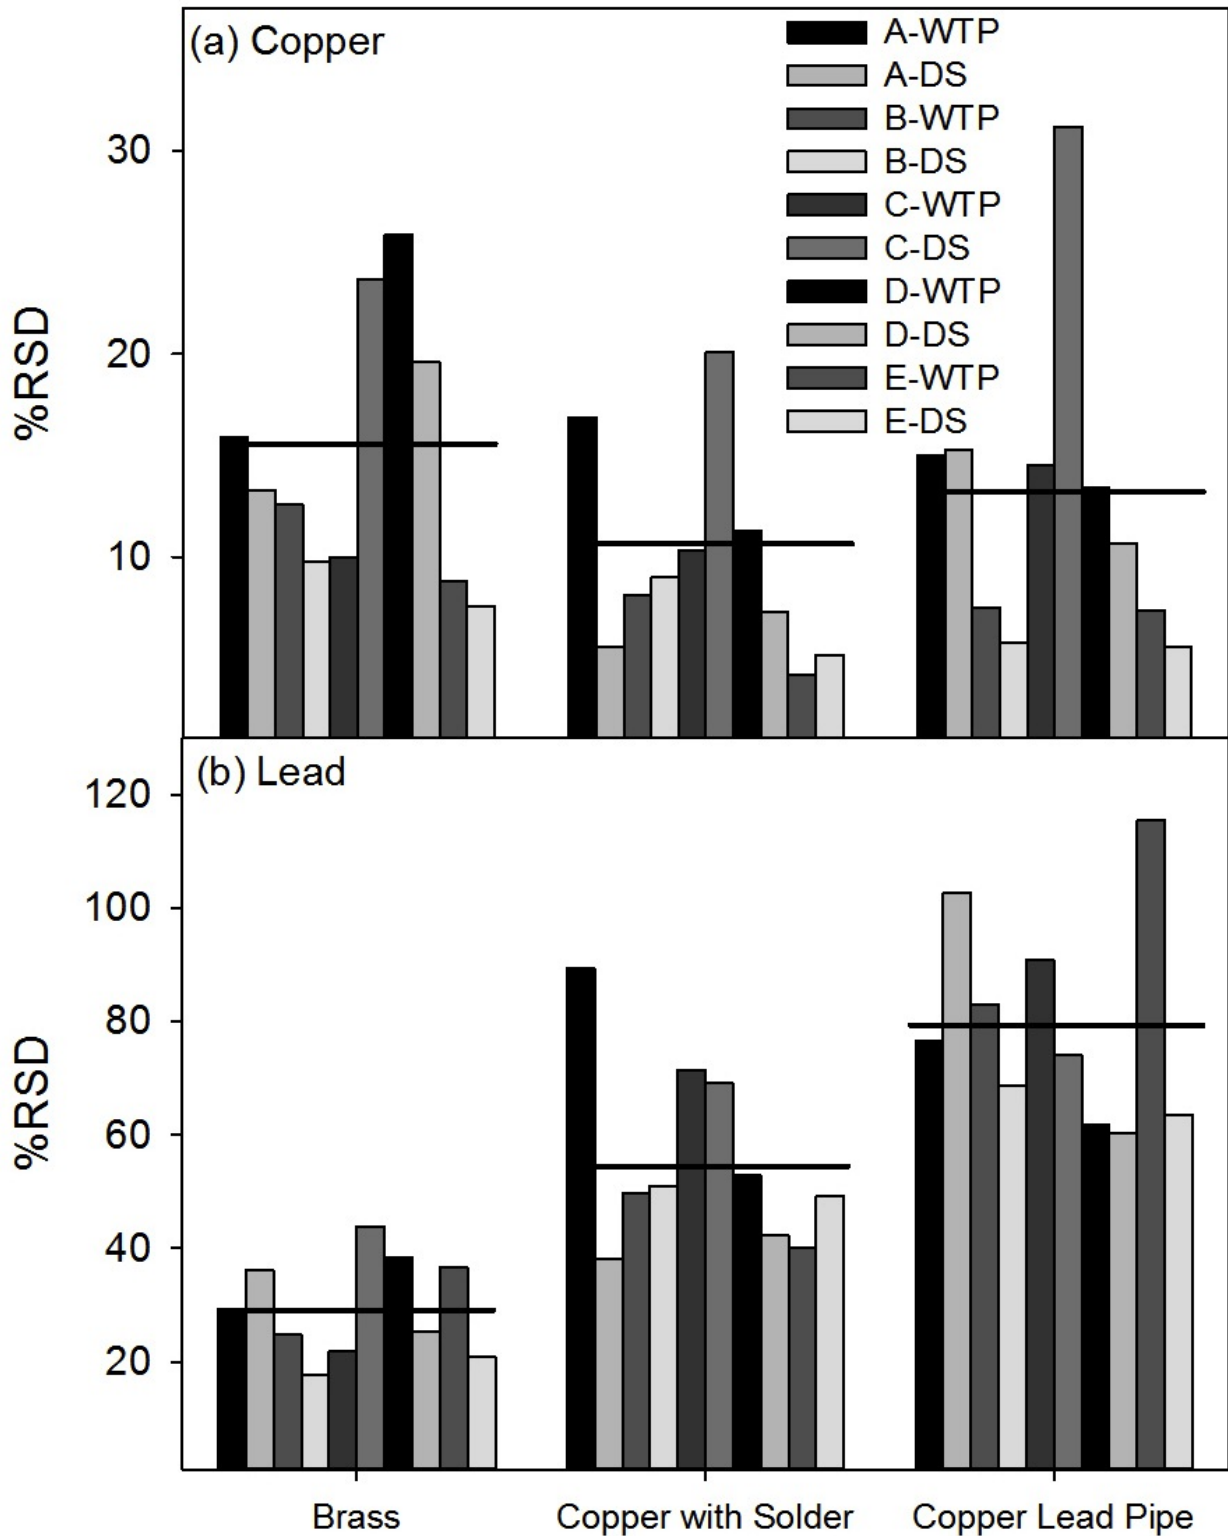 (a) Copper
A-WTP
A-DS
B-WTP
B-DS
C-WTP
C-DS
D-WTP
D-DS
E-WTP
E-DS
30
20
10
%RSD
(b) Lead
120
100
80
60
40
20
%RSD
Brass
Copper with Solder
Copper Lead Pipe